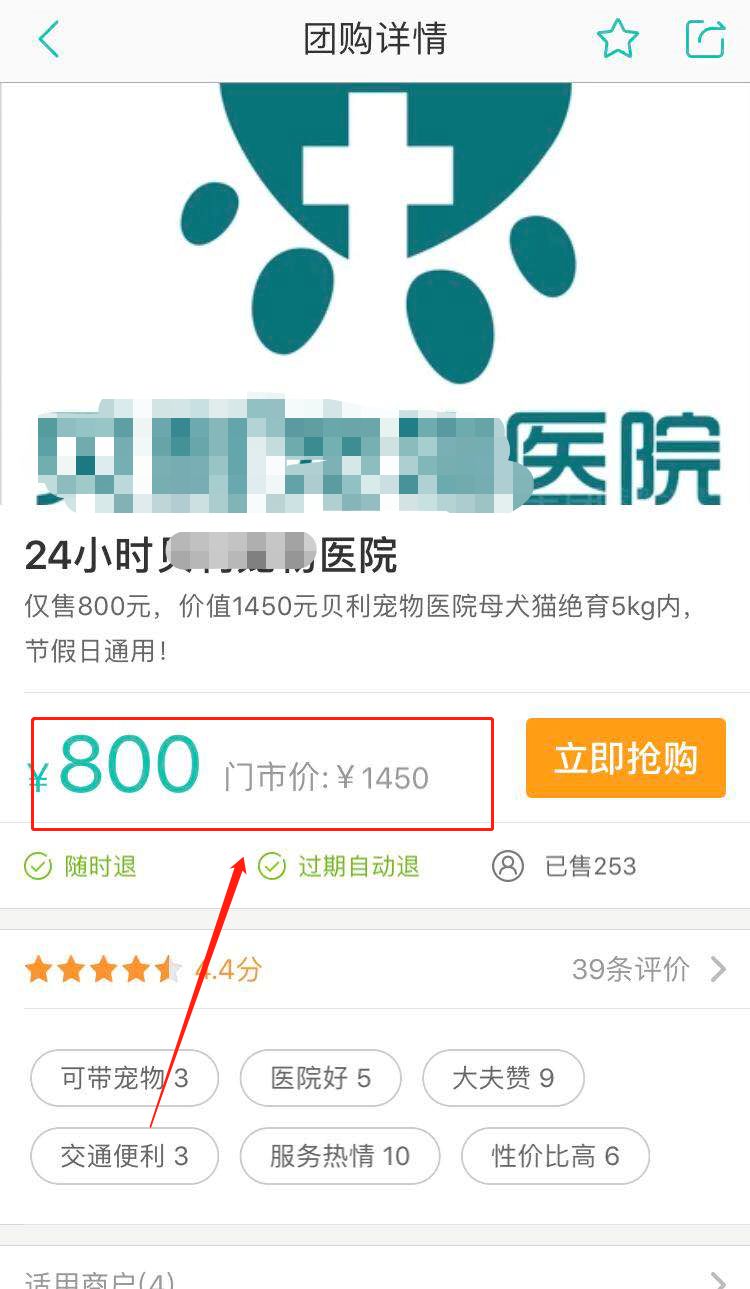 团购详情
医院
24小时贝利宠物医院
仅售800元，价值1450元贝利宠物医院母犬猫绝育5kg内，
节假日通用！
¥800 门市价:¥1450
立即抢购
随时退 过期自动退 已售253
4.4分 39条评价
可带宠物 3 医院好 5 大夫赞 9
交通便利 3 服务热情 10 性价比高 6
适用商户(4)